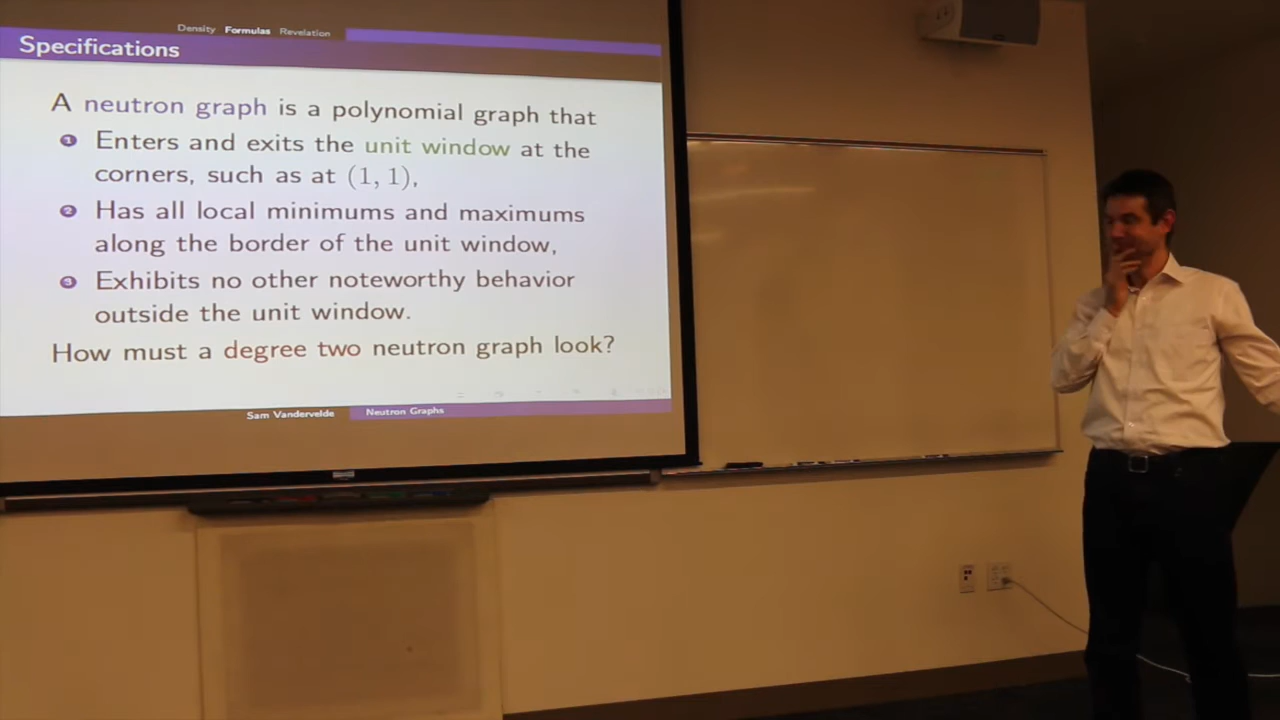 Density Formulas Revelation
Specifications
A neutron graph is a polynomial graph that
1 Enters and exits the unit window at the
corners, such as at (1, 1),
2 Has all local minimums and maximums
along the border of the unit window,
3 Exhibits no other noteworthy behavior
outside the unit window.
How must a degree two neutron graph look?
Sam Vandervelde Neutron Graphs